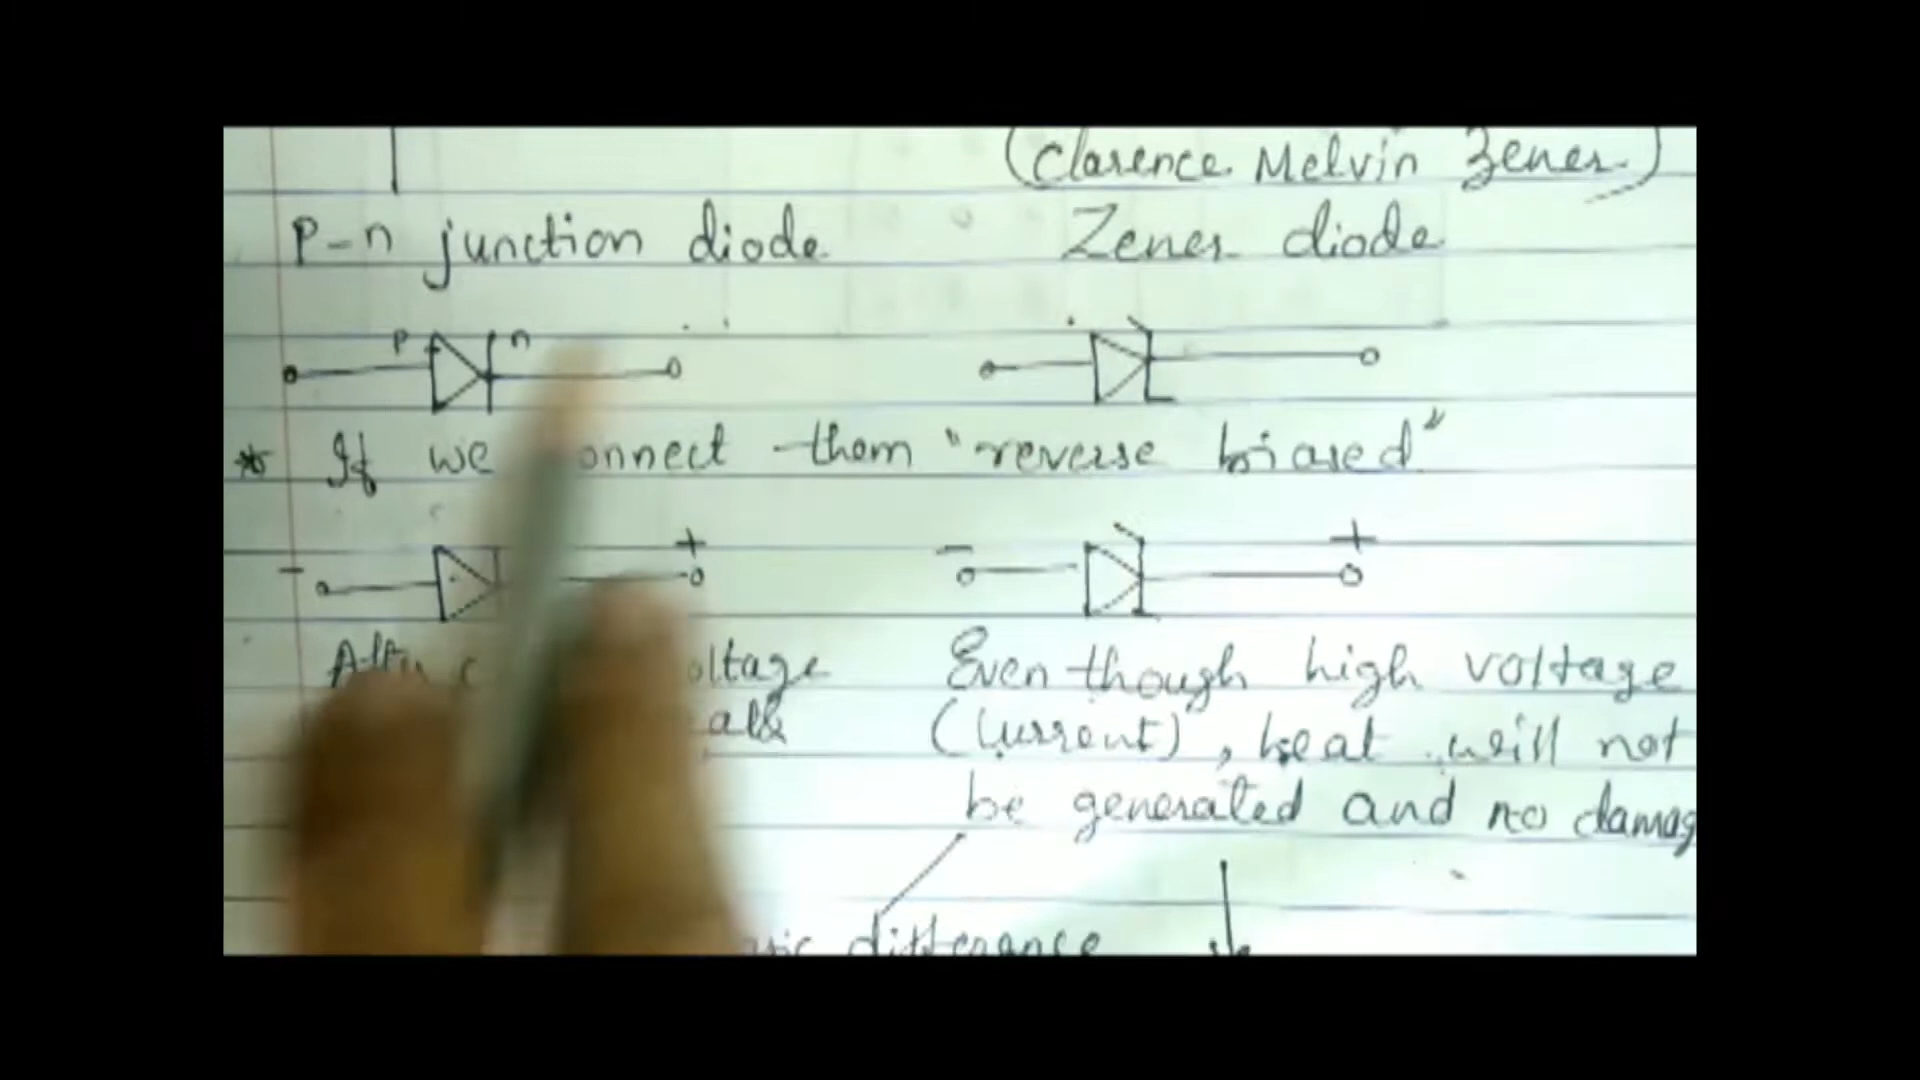 (Clarence Melvin Zener)
P-n junction diode Zener diode
P n
* If we onnect them "reverse biased"
- + - +
oltage Even though high voltage
(Current), heat will not
be generated and no damag
difference